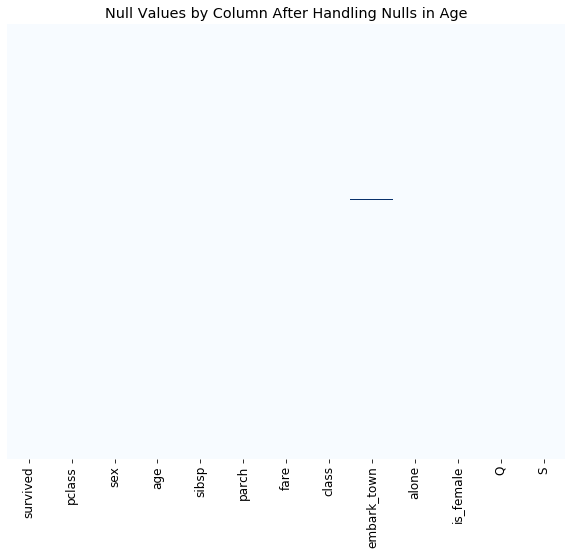 Null Values by Column After Handling Nulls in Age
survived
pclass
sex
age
sibsp
parch
fare
class
embark_town
alone
is_female
Q
S